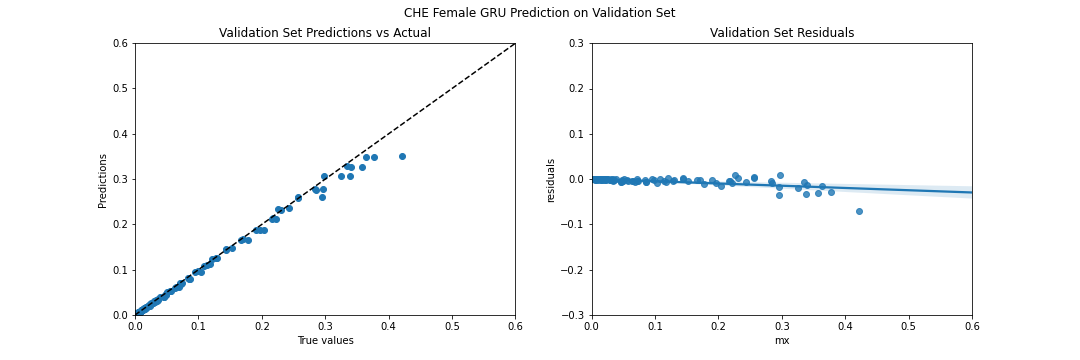 CHE Female GRU Prediction on Validation Set
Validation Set Predictions vs Actual
0.6
0.5
0.4
0.3
0.2
0.1
0.0
Predictions
0.0 0.1 0.2 0.3 0.4 0.5 0.6
True values
Validation Set Residuals
0.3
0.2
0.1
0.0
−0.1
−0.2
−0.3
residuals
0.0 0.1 0.2 0.3 0.4 0.5 0.6
mx